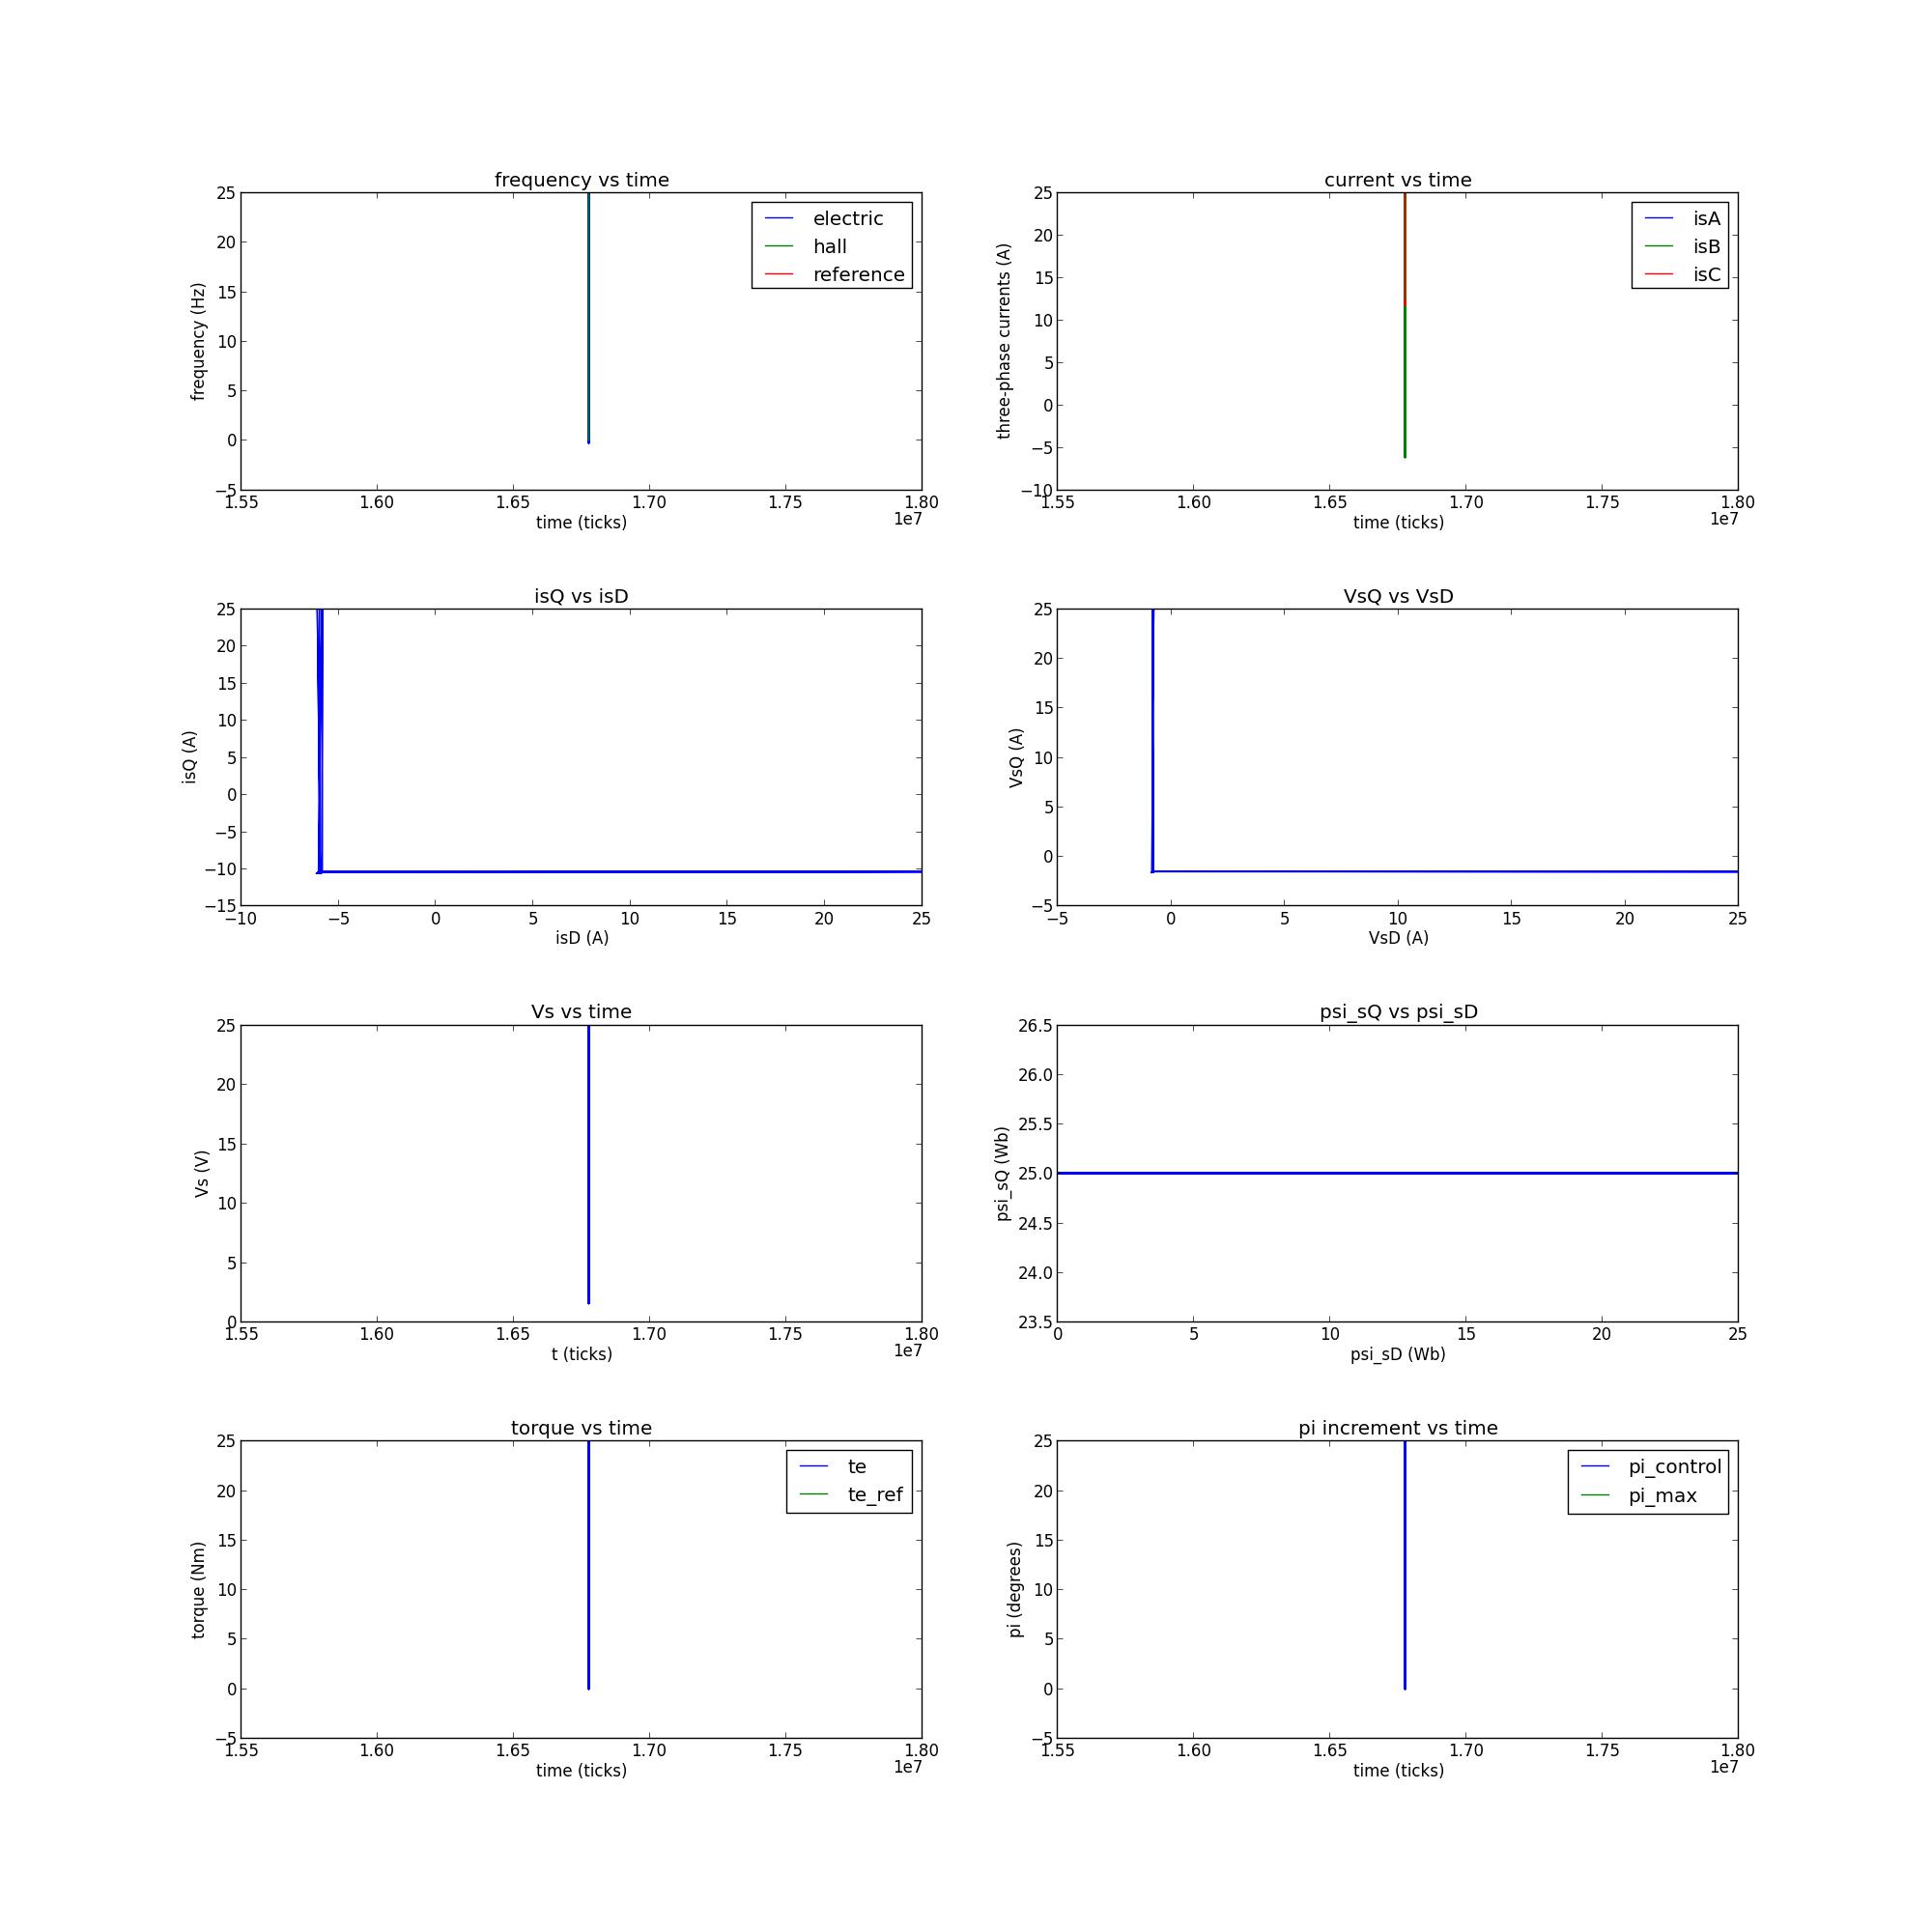 frequency vs time
25
20
15
10
5
0
−5
frequency (Hz)
electric
hall
reference
1.55 1.60 1.65 1.70 1.75 1.80
1e7
time (ticks)
current vs time
25
20
15
10
5
0
−5
−10
three-phase currents (A)
isA
isB
isC
1.55 1.60 1.65 1.70 1.75 1.80
1e7
time (ticks)
isQ vs isD
25
20
15
10
5
0
−5
−10
−15
isQ (A)
−10 −5 0 5 10 15 20 25
isD (A)
VsQ vs VsD
25
20
15
10
5
0
−5
VsQ (A)
−5 0 5 10 15 20 25
VsD (A)
Vs vs time
25
20
15
10
5
0
Vs (V)
1.55 1.60 1.65 1.70 1.75 1.80
1e7
t (ticks)
psi_sQ vs psi_sD
26.5
26.0
25.5
25.0
24.5
24.0
23.5
psi_sQ (Wb)
0 5 10 15 20 25
psi_sD (Wb)
torque vs time
25
20
15
10
5
0
−5
torque (Nm)
te
te_ref
1.55 1.60 1.65 1.70 1.75 1.80
1e7
time (ticks)
pi increment vs time
25
20
15
10
5
0
−5
pi (degrees)
pi_control
pi_max
1.55 1.60 1.65 1.70 1.75 1.80
1e7
time (ticks)